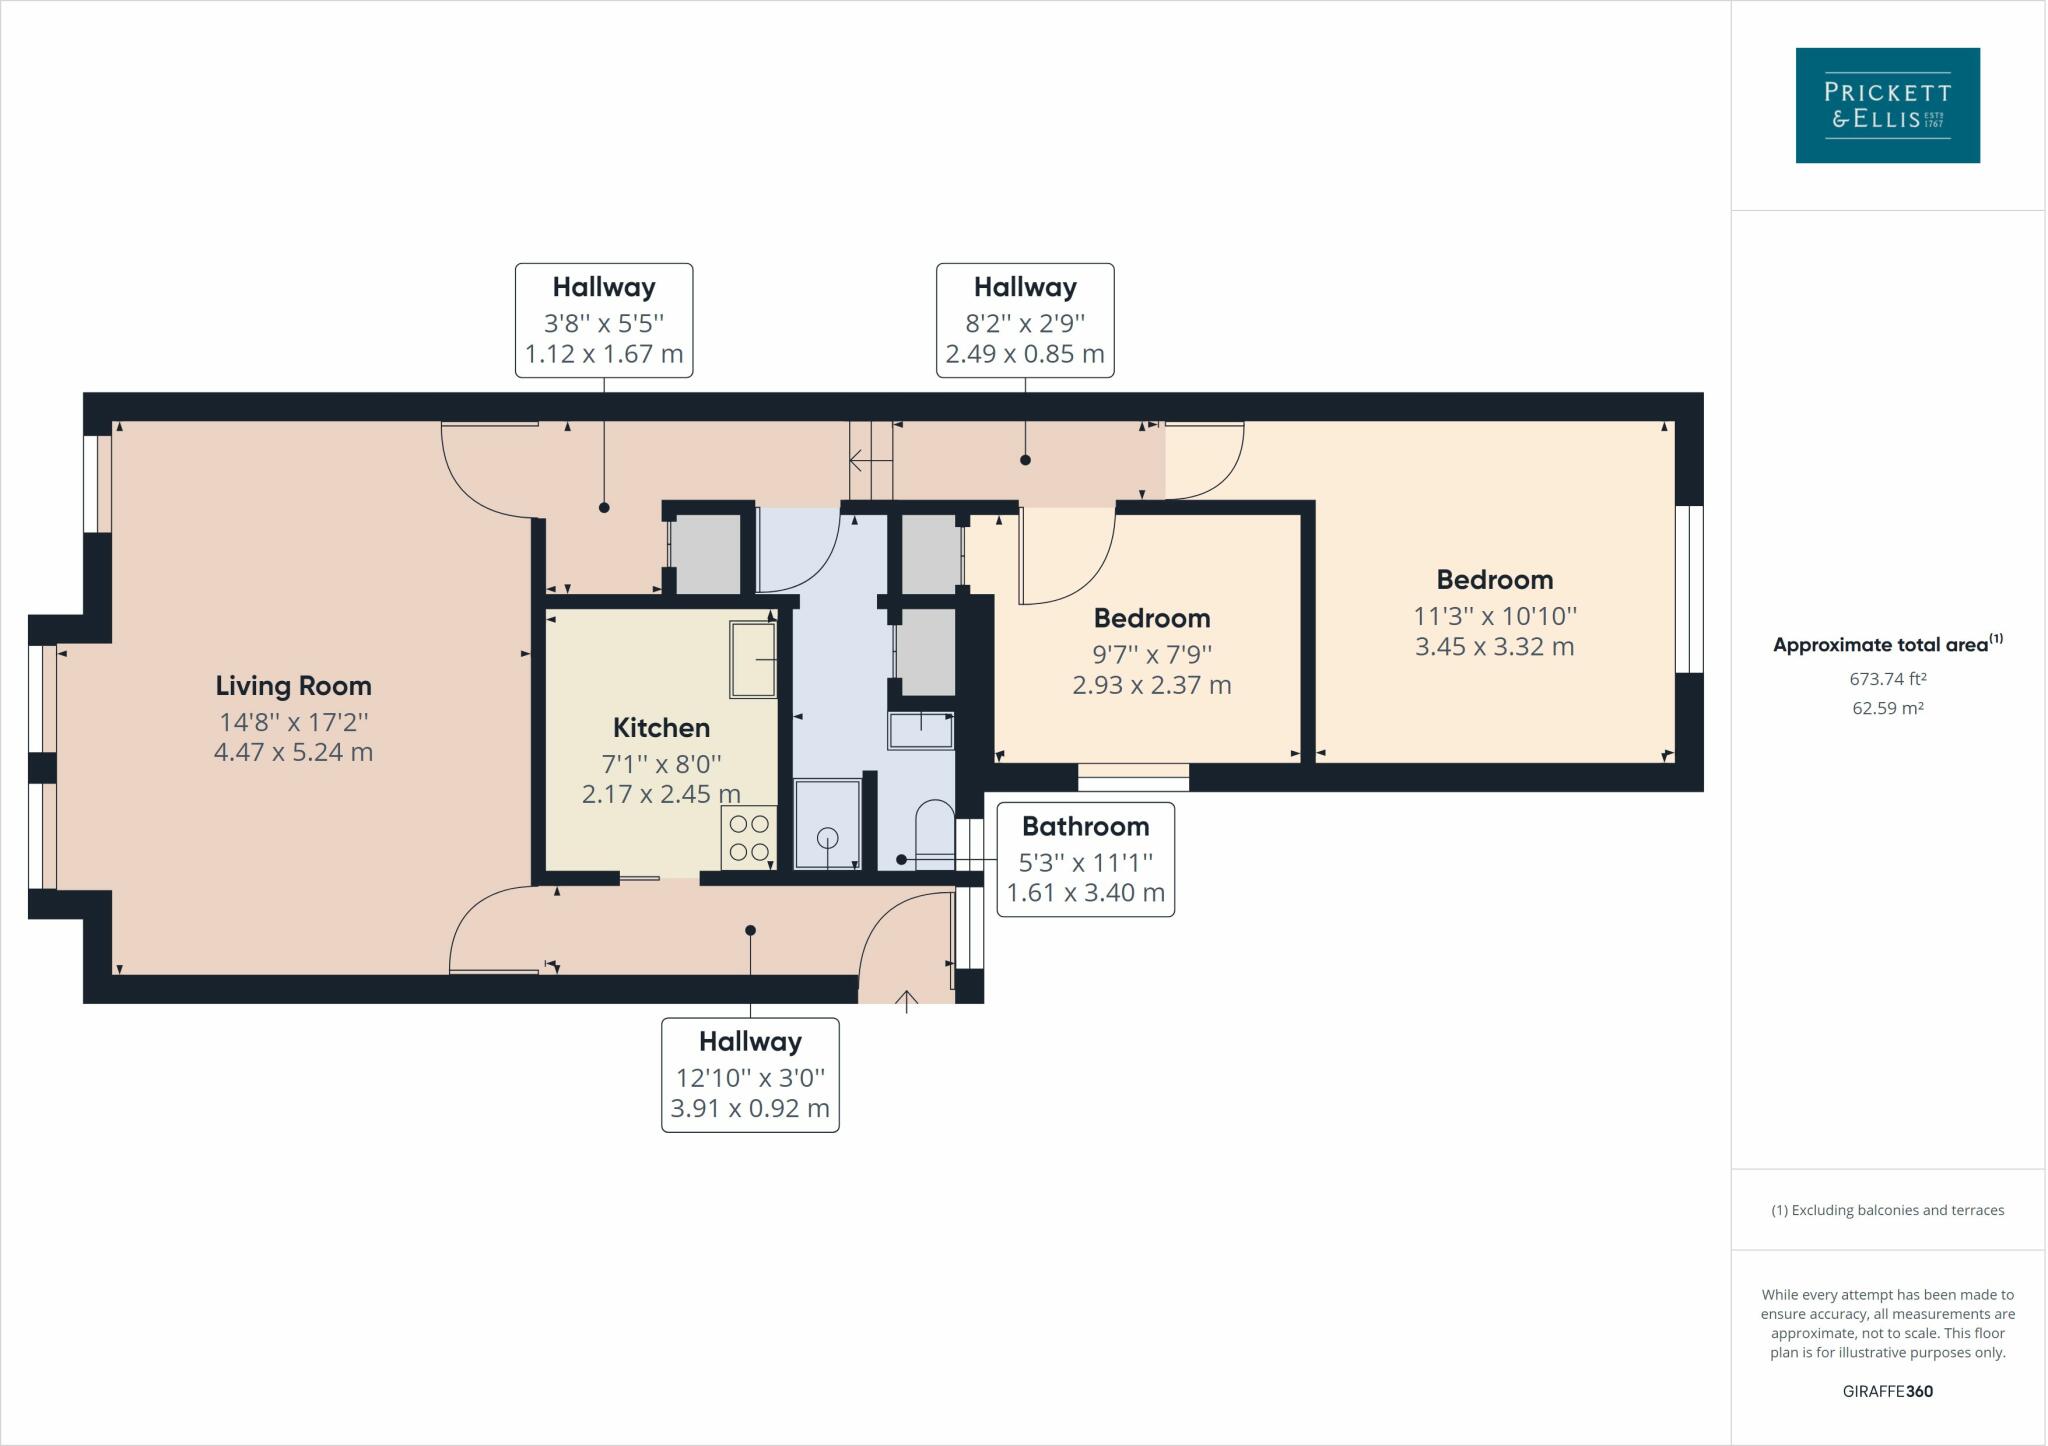 PRICKETT
& ELLIS ESTD 1767
Hallway
3'8'' x 5'5''
1.12 x 1.67 m
Hallway
8'2'' x 2'9''
2.49 x 0.85 m
Living Room
14'8'' x 17'2''
4.47 x 5.24 m
Kitchen
7'1'' x 8'0''
2.17 x 2.45 m
Bedroom
9'7'' x 7'9''
2.93 x 2.37 m
Bedroom
11'3'' x 10'10''
3.45 x 3.32 m
Bathroom
5'3'' x 11'1''
1.61 x 3.40 m
Hallway
12'10'' x 3'0''
3.91 x 0.92 m
Approximate total area⁽¹⁾
673.74 ft²
62.59 m²
(1) Excluding balconies and terraces
While every attempt has been made to
ensure accuracy, all measurements are
approximate, not to scale. This floor
plan is for illustrative purposes only.
GIRAFFE360